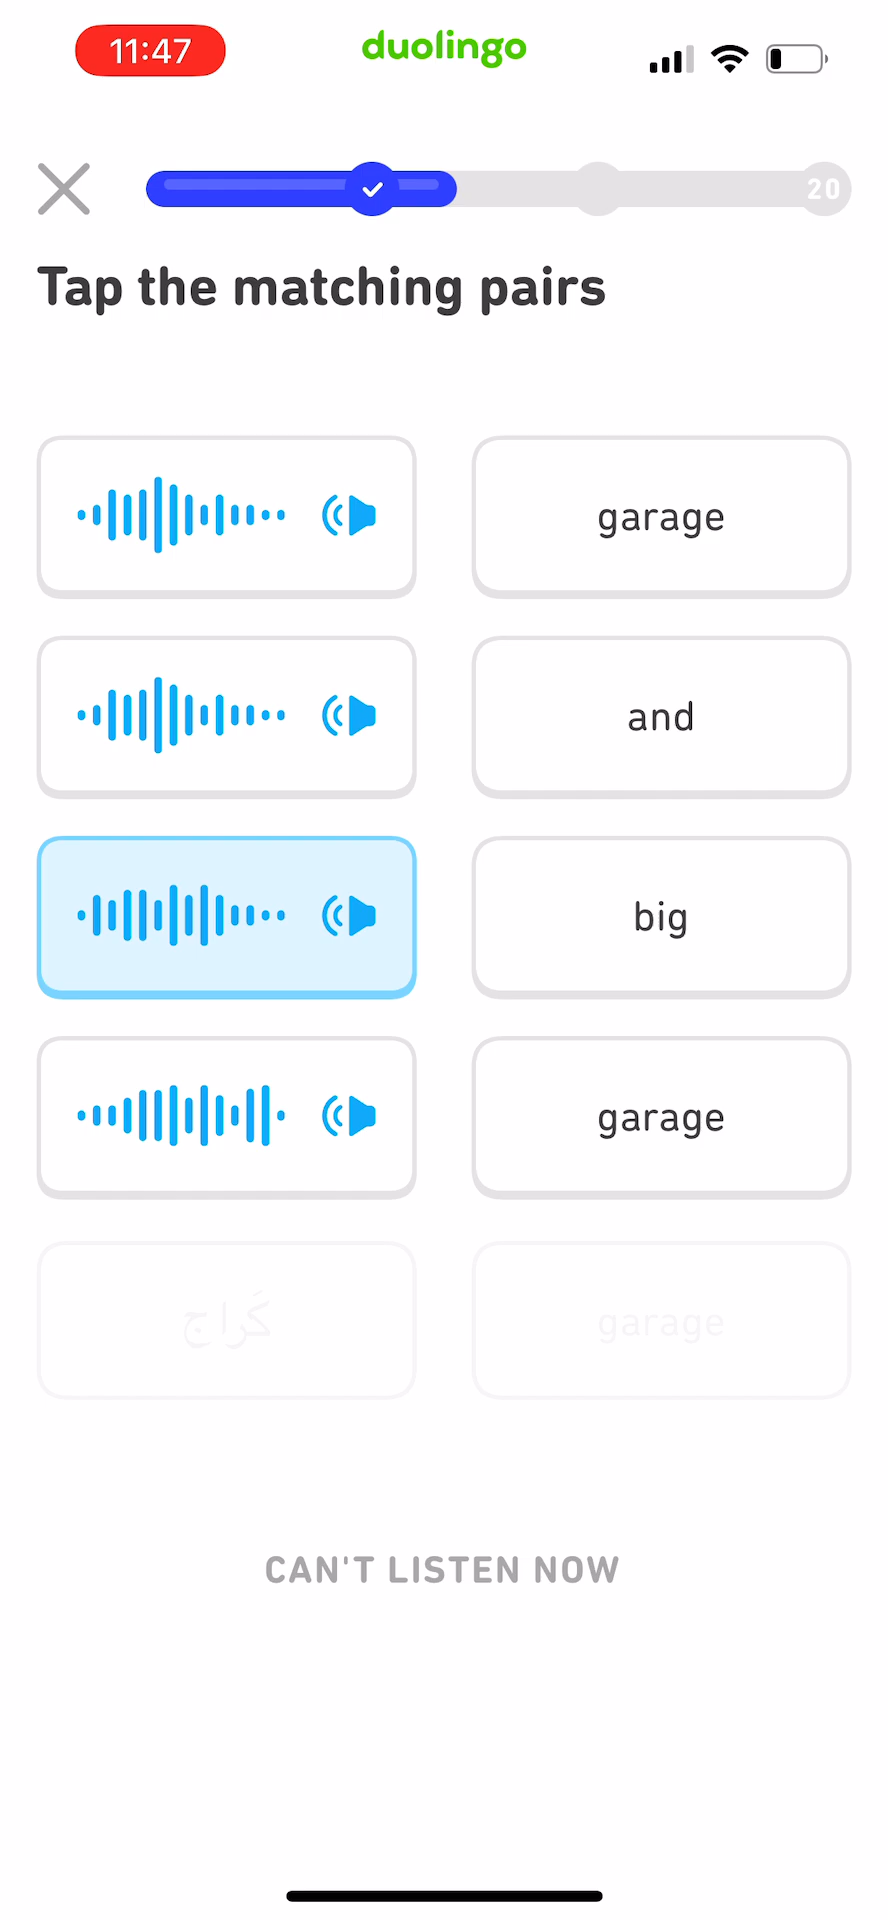 11:47
duolingo
20
Tap the matching pairs
garage
and
big
garage
كَراج
garage
CAN'T LISTEN NOW